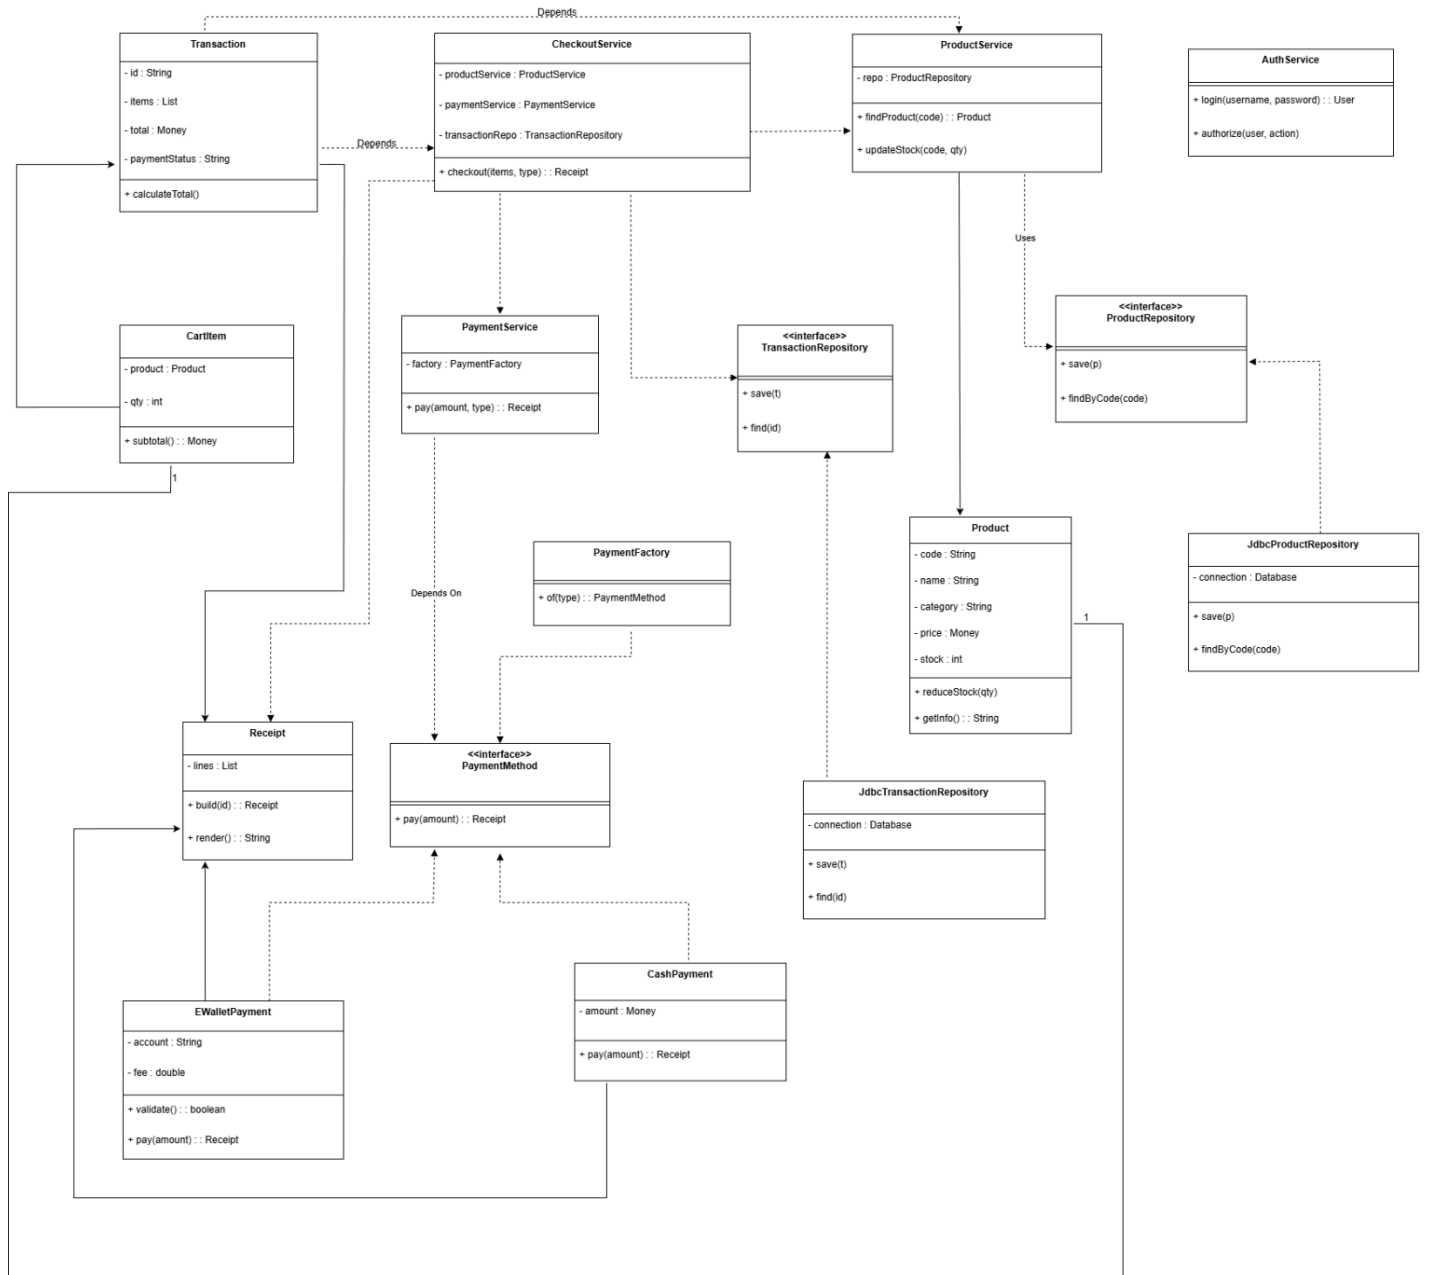 Depends
Transaction
- id : String
- items : List
- total : Money
- paymentStatus : String
+ calculateTotal()
Depends
CheckoutService
- productService : ProductService
- paymentService : PaymentService
- transactionRepo : TransactionRepository
+ checkout(items, type) : : Receipt
ProductService
- repo : ProductRepository
+ findProduct(code) : : Product
+ updateStock(code, qty)
AuthService
+ login(username, password) : : User
+ authorize(user, action)
Uses
CartItem
- product : Product
- qty : int
+ subtotal() : : Money
1
PaymentService
- factory : PaymentFactory
+ pay(amount, type) : : Receipt
<<interface>>
TransactionRepository
+ save(t)
+ find(id)
<<interface>>
ProductRepository
+ save(p)
+ findByCode(code)
Depends On
PaymentFactory
+ of(type) : : PaymentMethod
Product
- code : String
- name : String
- category : String
- price : Money
- stock : int
+ reduceStock(qty)
+ getInfo() : : String
1
JdbcProductRepository
- connection : Database
+ save(p)
+ findByCode(code)
Receipt
- lines : List
+ build(id) : : Receipt
+ render() : : String
<<interface>>
PaymentMethod
+ pay(amount) : : Receipt
JdbcTransactionRepository
- connection : Database
+ save(t)
+ find(id)
EWalletPayment
- account : String
- fee : double
+ validate() : : boolean
+ pay(amount) : : Receipt
CashPayment
- amount : Money
+ pay(amount) : : Receipt